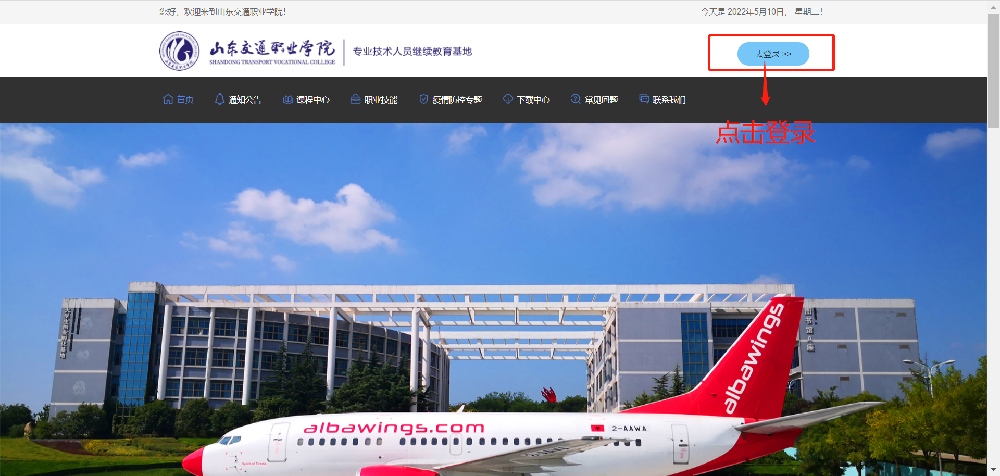 您好，欢迎来到山东交通职业学院！
今天是 2022年5月10日， 星期二！
山东交通职业学院
SHANDONG TRANSPORT VOCATIONAL COLLEGE
专业技术人员继续教育基地
去登录 >>
首页
通知公告
课程中心
职业技能
疫情防控专题
下载中心
常见问题
联系我们
点击登录
大学生创业孵化基地
图书馆A座
albawings
albawings.com
2-AAWA
Spirit of Tirana